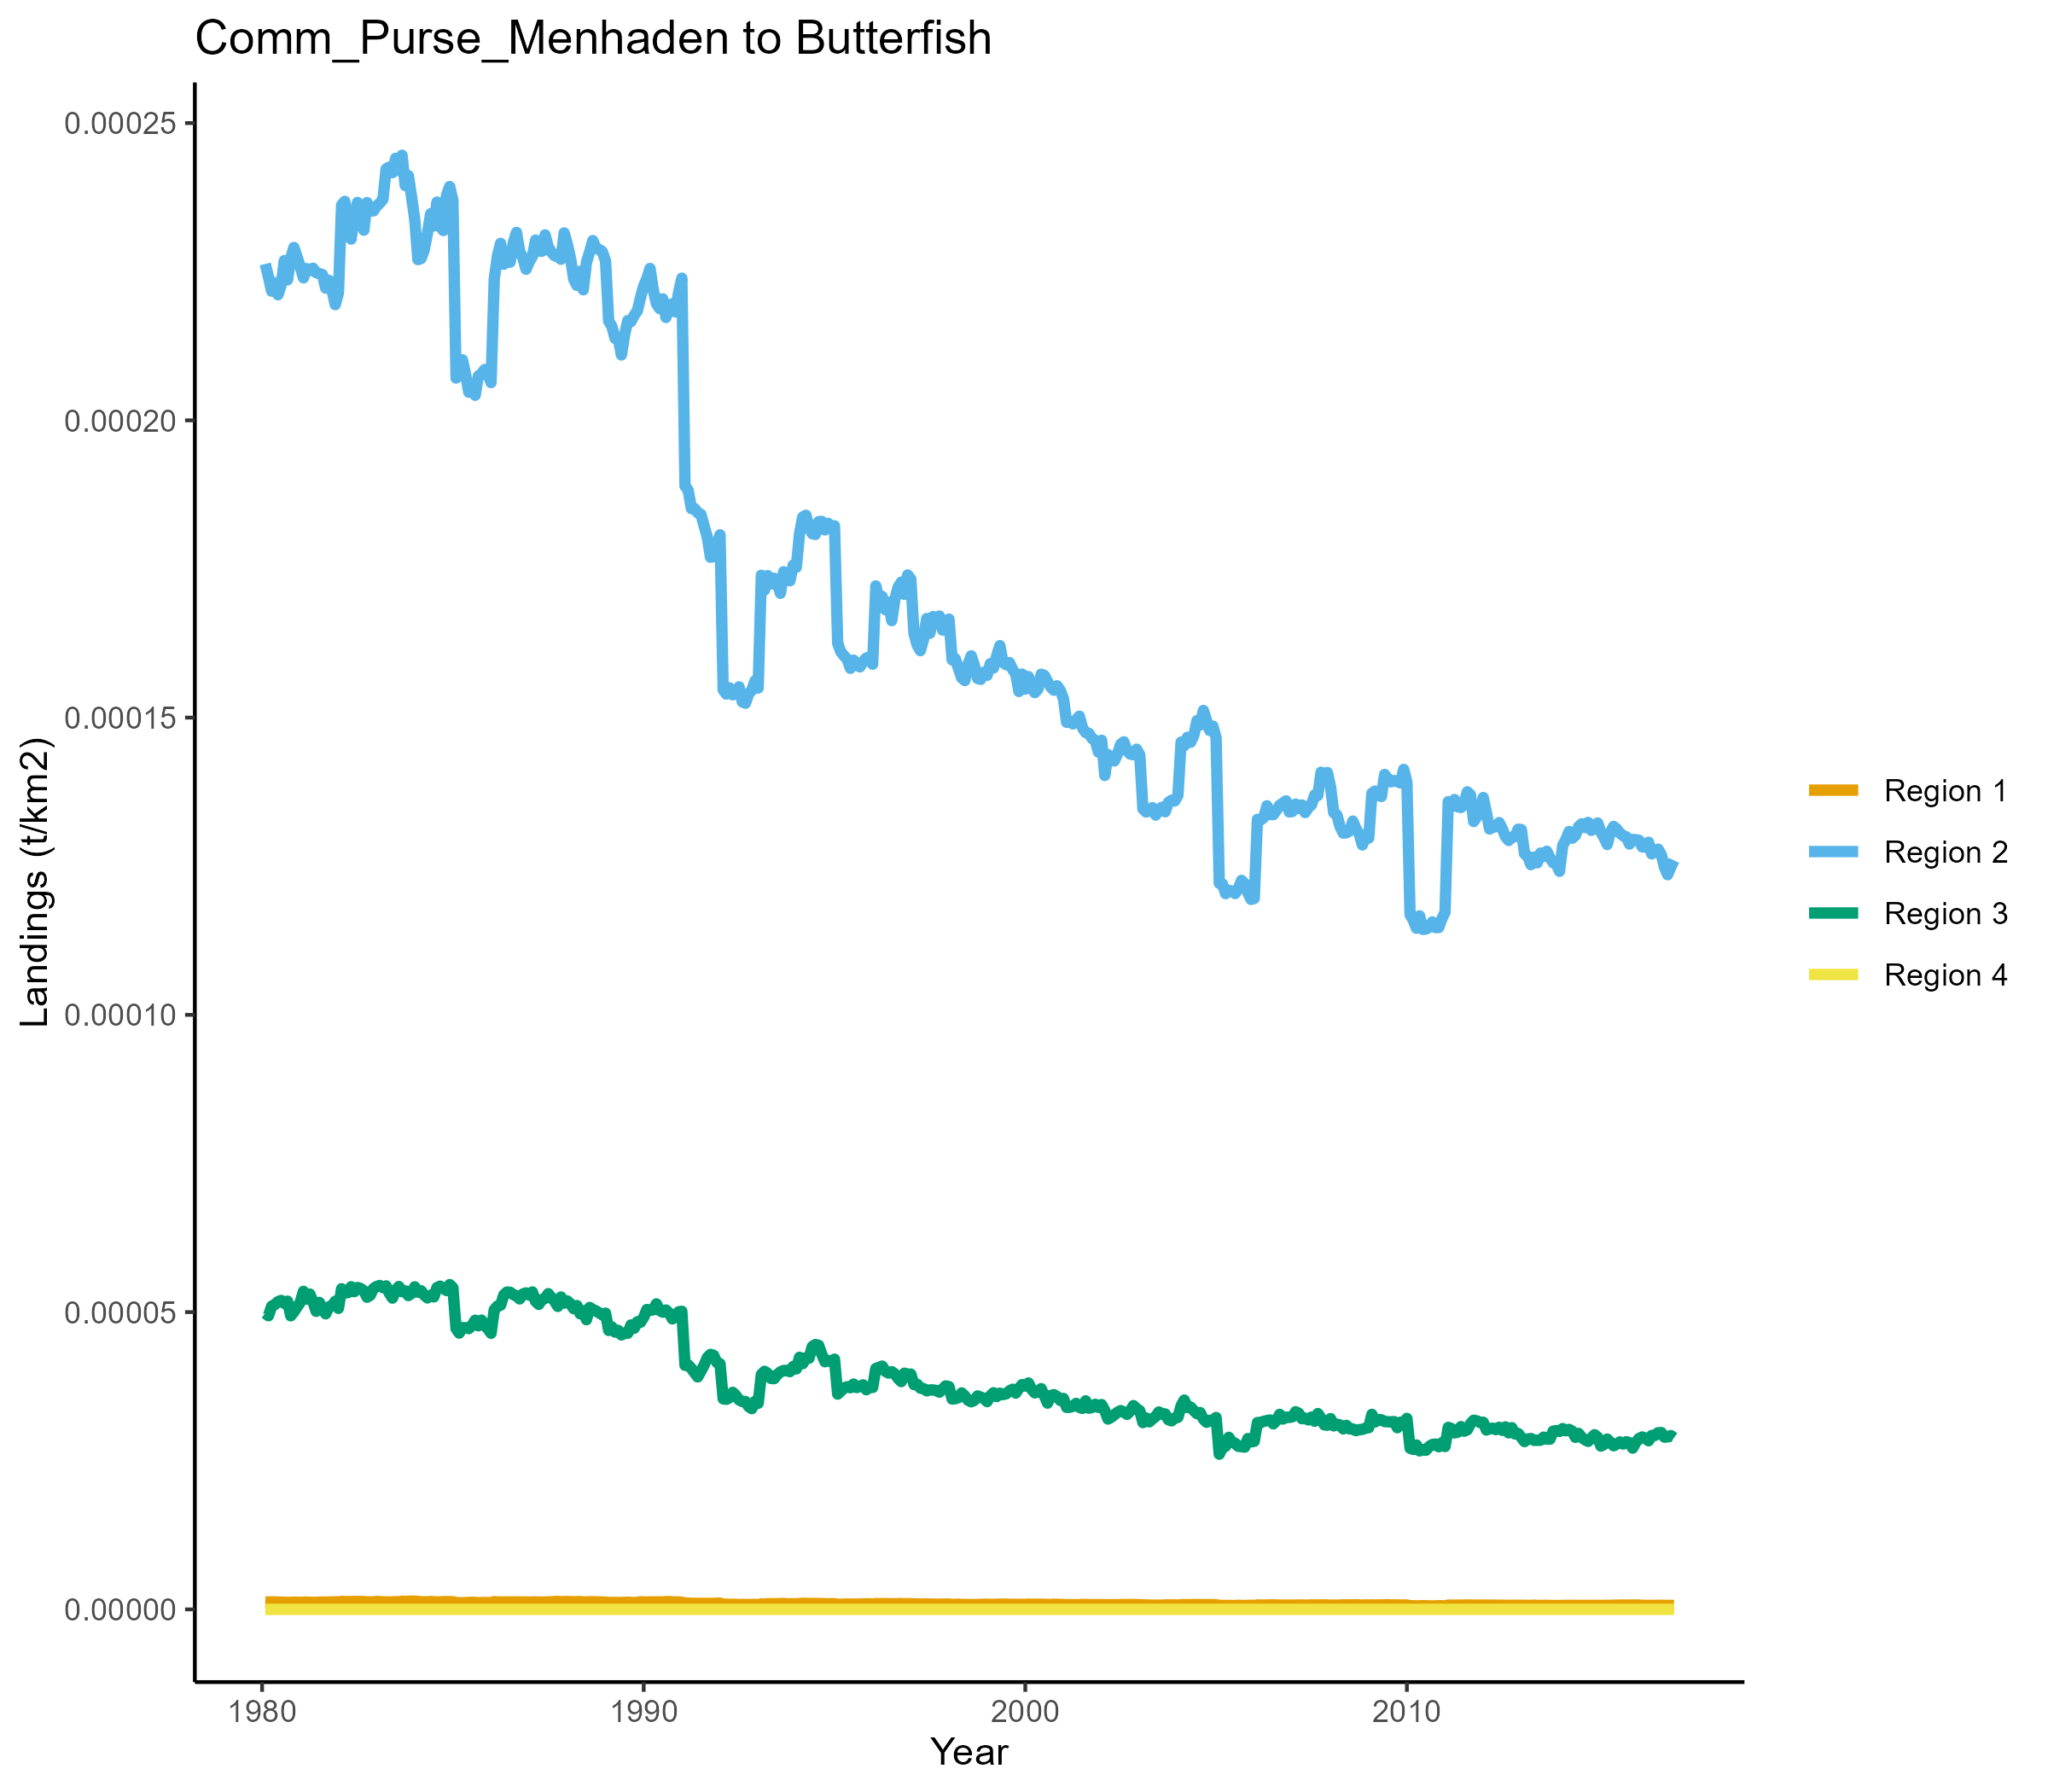 Comm_Purse_Menhaden to Butterfish
Landings (t/km2)
0.00025
0.00020
0.00015
0.00010
0.00005
0.00000
1980
1990
2000
2010
Year
Region 1
Region 2
Region 3
Region 4